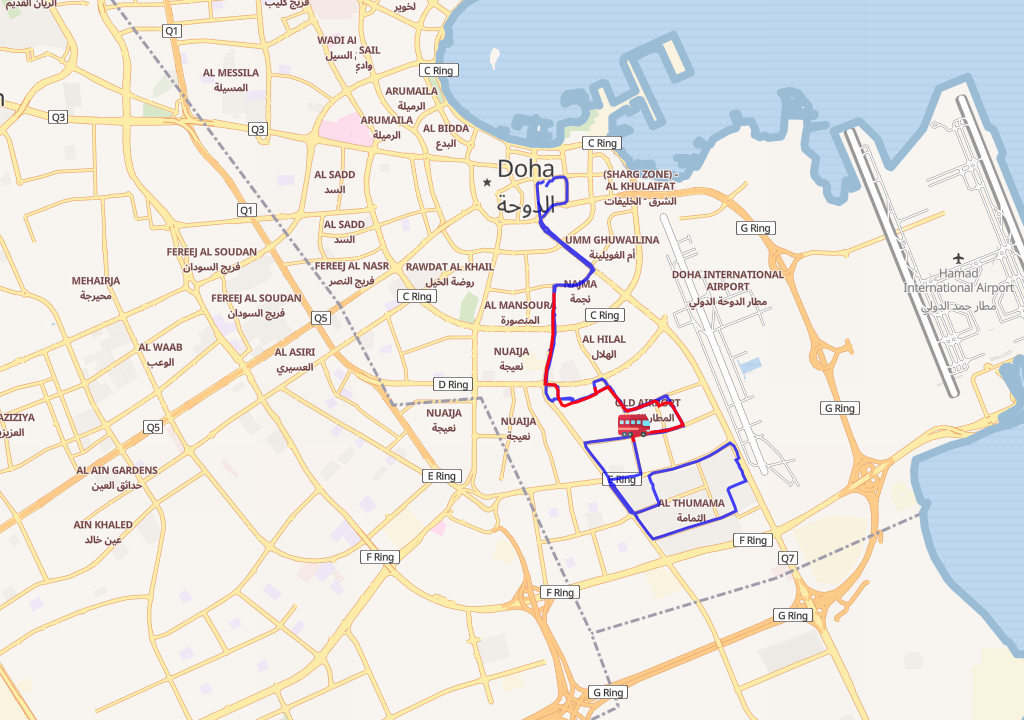 الريان القديم
فريج كليب
لخوير
Q1
WADI AL SAIL
وادي السيل
C Ring
AL MESSILA
المسيلة
ARUMAILA
الرميلة
Q3
Q3
ARUMAILA
الرميلة
AL BIDDA
البدع
C Ring
Doha
الدوحة
AL SADD
السد
(SHARG ZONE) -
AL KHULAIFAT
الشرق - الخليفات
Q1
AL SADD
السد
G Ring
FEREEJ AL SOUDAN
فريج السودان
UMM GHUWAILINA
أم الغويلينة
FEREEJ AL NASR
فريج النصر
RAWDAT AL KHAIL
روضة الخيل
DOHA INTERNATIONAL
AIRPORT
مطار الدوحة الدولي
Hamad
International Airport
مطار حمد الدولي
MEHAIRJA
محيرجة
NAJMA
نجمة
C Ring
FEREEJ AL SOUDAN
فريج السودان
AL MANSOURA
المنصورة
Q5
C Ring
AL WAAB
الوعب
AL ASIRI
العسيري
NUAIJA
نعيجة
AL HILAL
الهلال
D Ring
OLD AIRPORT
G Ring
AZIZIYA
العزيزية
Q5
NUAIJA
نعيجة
NUAIJA
نعيجة
AL AIN GARDENS
حدائق العين
E Ring
E Ring
AL THUMAMA
الثمامة
AIN KHALED
عين خالد
F Ring
F Ring
Q7
F Ring
G Ring
G Ring